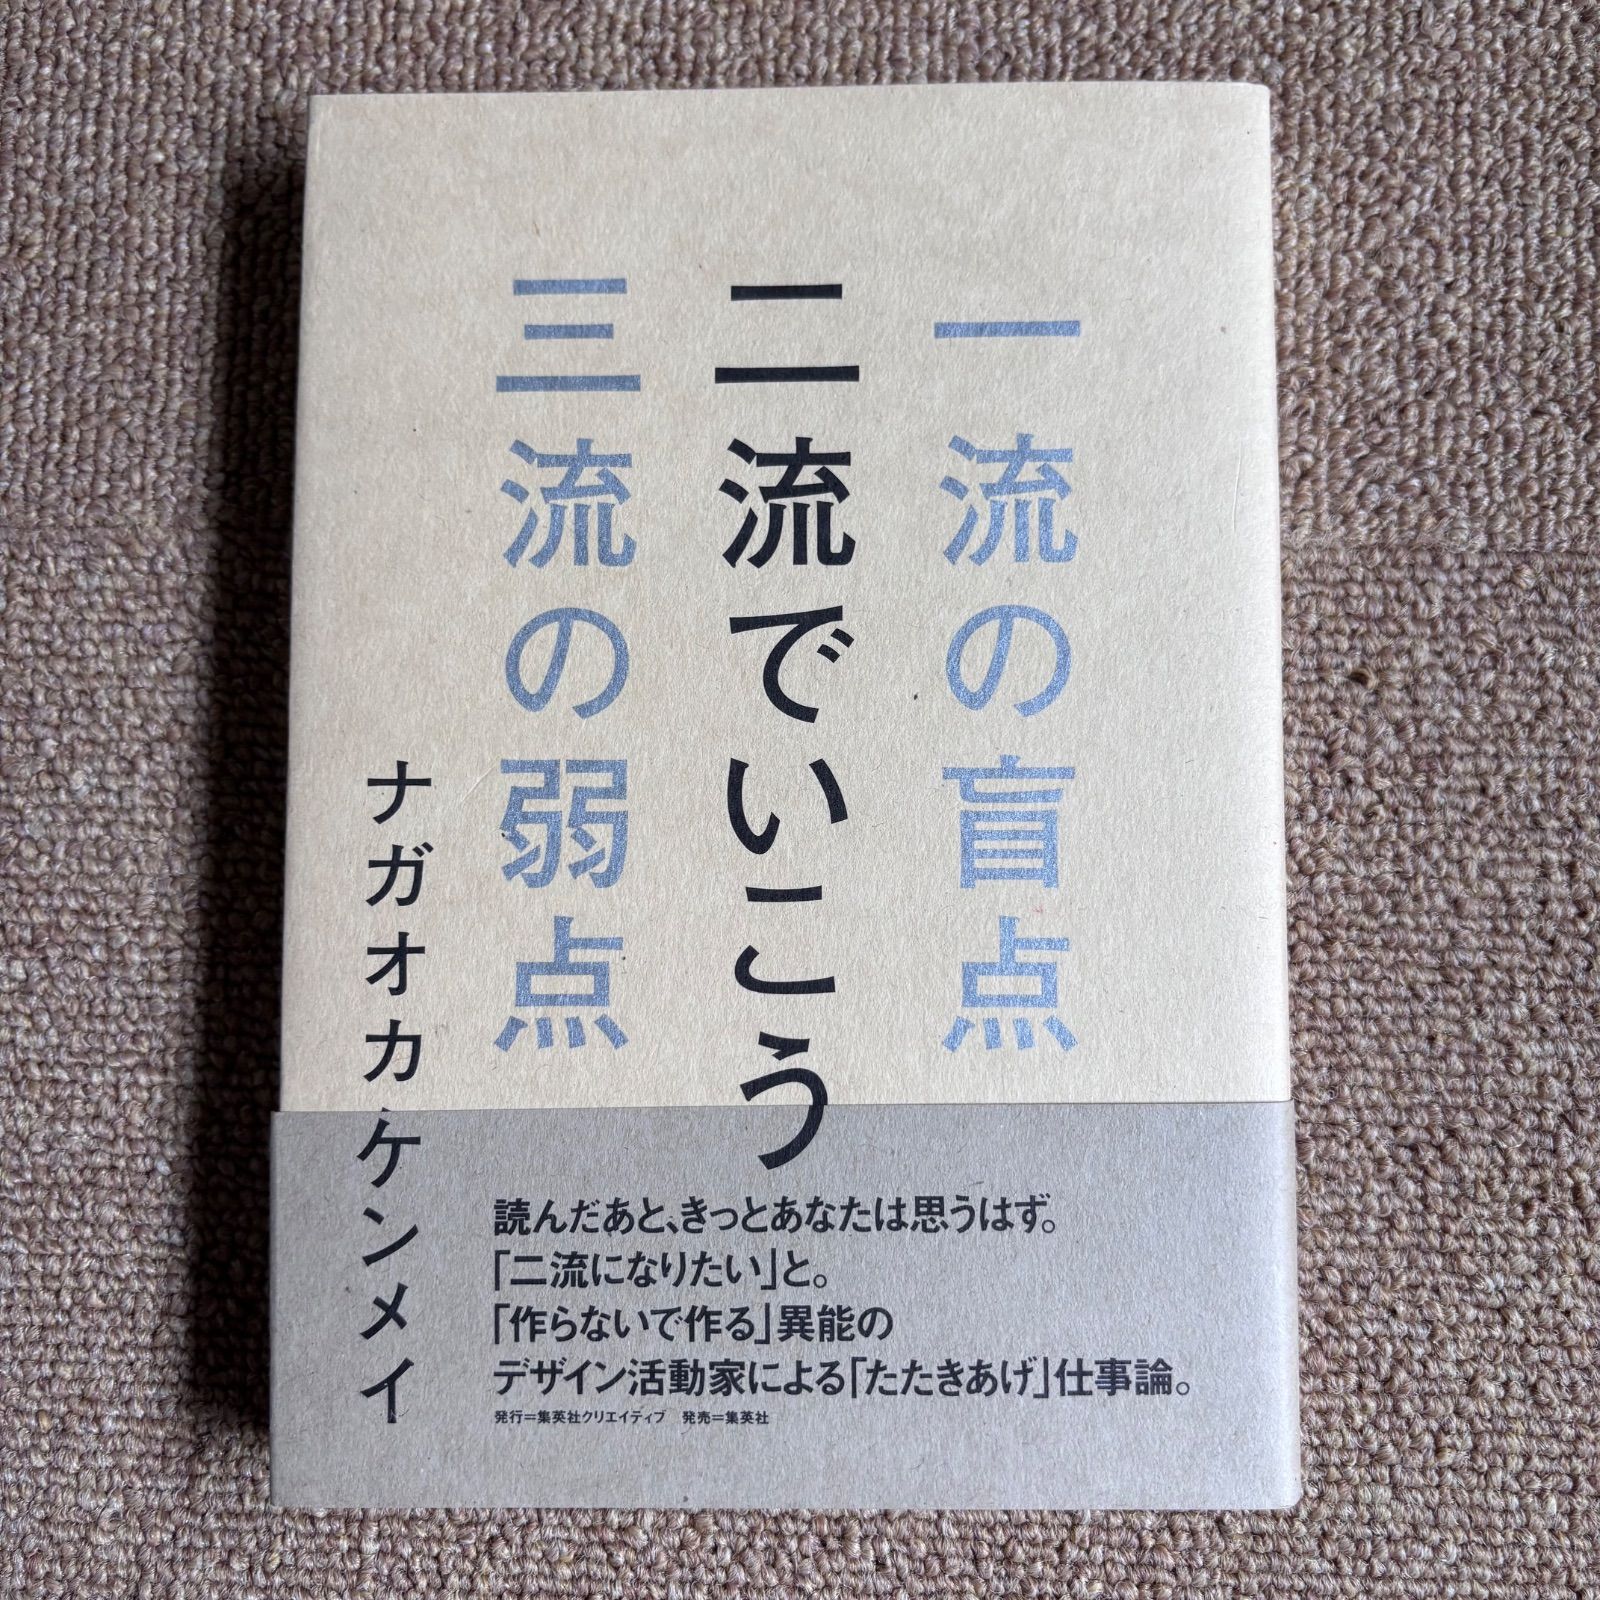 一流の盲点
二流でいこう
三流の弱点
ナガオカケンメイ
読んだあと、きっとあなたは思うはず。
「二流になりたい」と。
「作らないで作る」異能の
デザイン活動家による「たたきあげ」仕事論。
発行＝集英社クリエイティブ　発売＝集英社